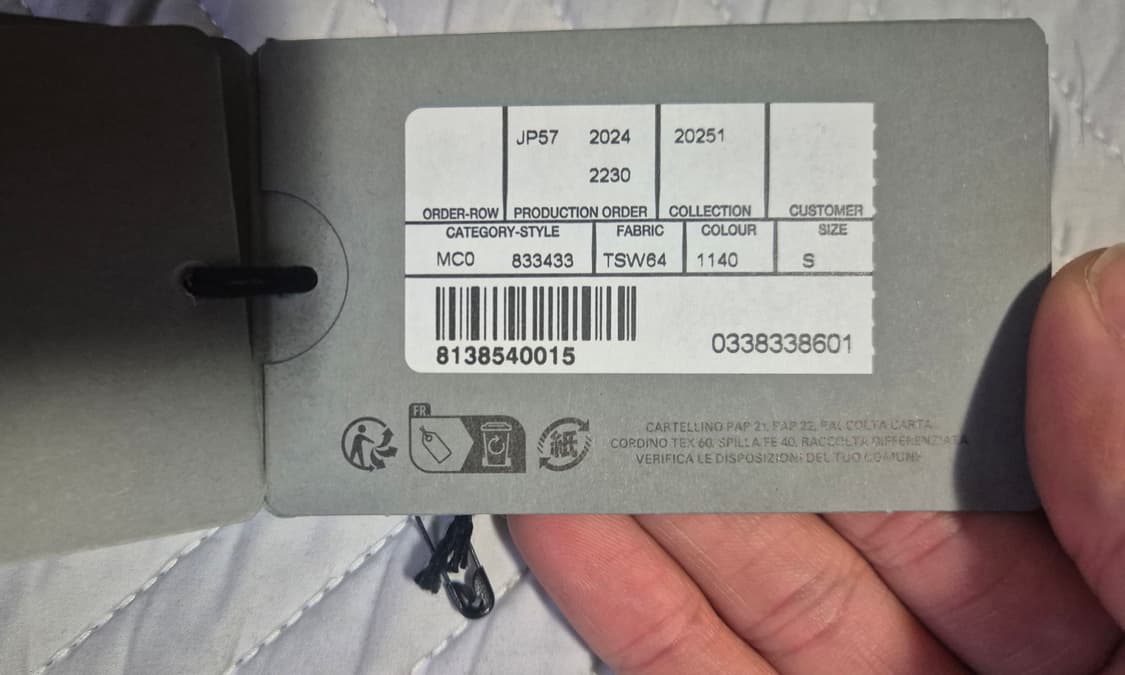 JP57 2024 20251
2230
ORDER-ROW PRODUCTION ORDER COLLECTION CUSTOMER
CATEGORY-STYLE FABRIC COLOUR SIZE
MC0 833433 TSW64 1140 S
8138540015
0338338601
FR
紙
CARTELLINO PAP 21, PAP 22, RACCOLTA CARTA
CORDINO TEX 60, SPILLA FE 40, RACCOLTA DIFFERENZIATA
VERIFICA LE DISPOSIZIONI DEL TUO COMUNE